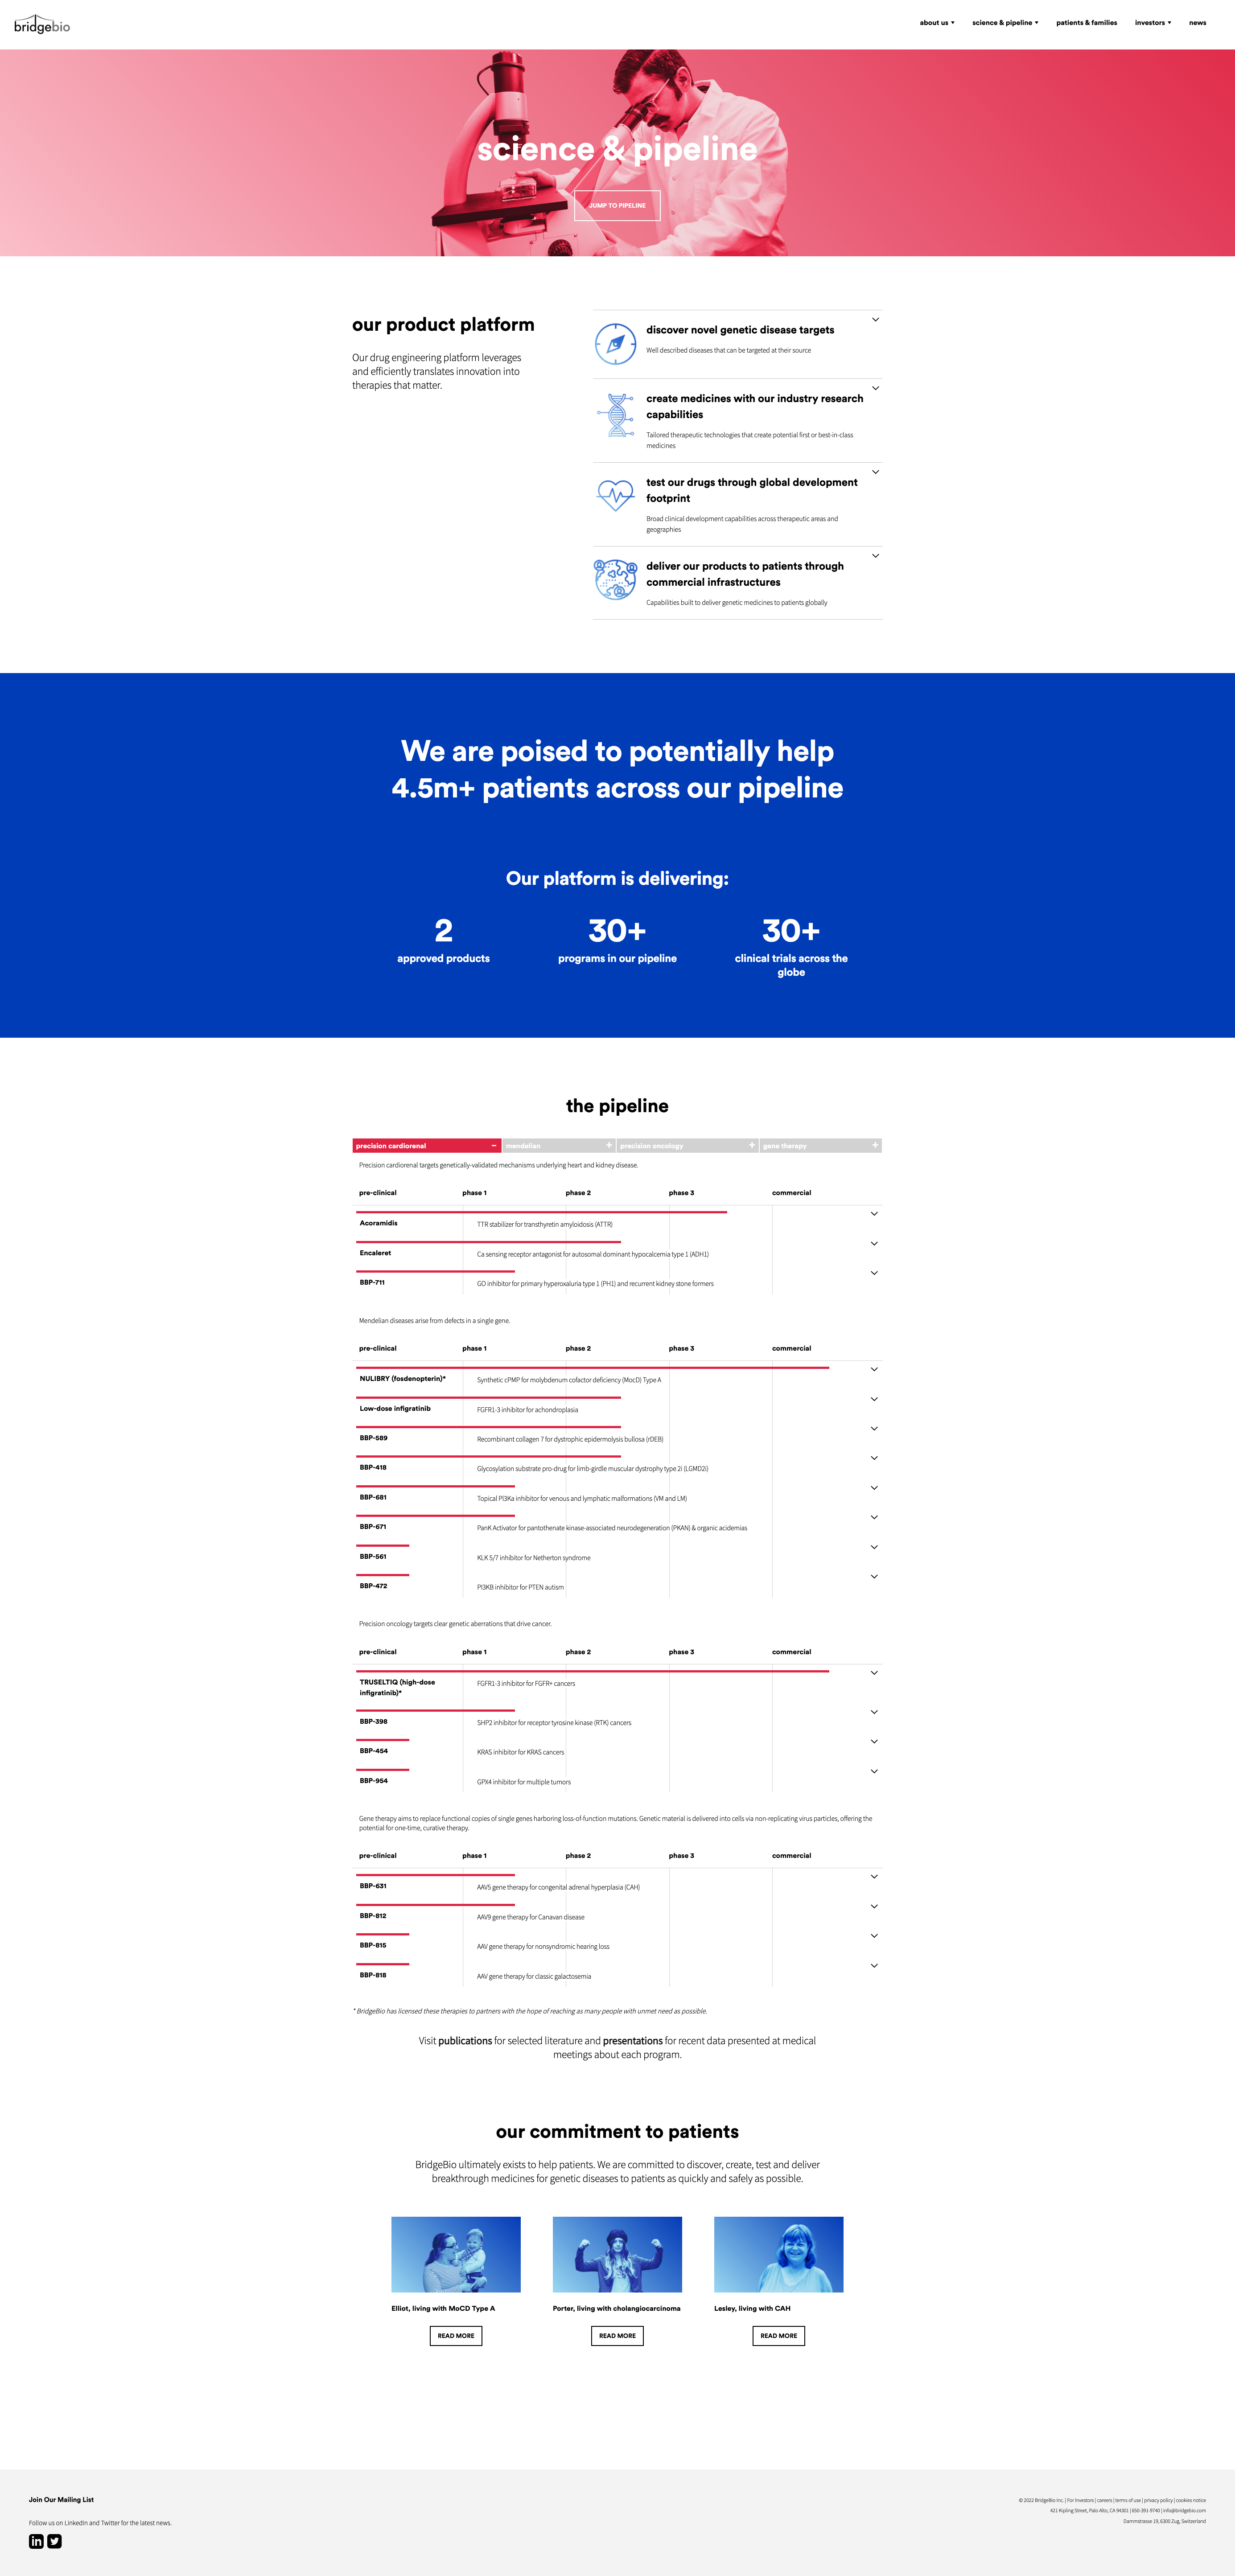 bridgebio
about us
science & pipeline
patients & families
investors
news
science & pipeline
JUMP TO PIPELINE
our product platform
Our drug engineering platform leverages
and efficiently translates innovation into
therapies that matter.
discover novel genetic disease targets
Well described diseases that can be targeted at their source
create medicines with our industry research
capabilities
Tailored therapeutic technologies that create potential first or best-in-class
medicines
test our drugs through global development
footprint
Broad clinical development capabilities across therapeutic areas and
geographies
deliver our products to patients through
commercial infrastructures
Capabilities built to deliver genetic medicines to patients globally
We are poised to potentially help
4.5m+ patients across our pipeline
Our platform is delivering:
2
approved products
30+
programs in our pipeline
30+
clinical trials across the
globe
the pipeline
precision cardiorenal –
mendelian +
precision oncology +
gene therapy +
Precision cardiorenal targets genetically-validated mechanisms underlying heart and kidney disease.
pre-clinical phase 1 phase 2 phase 3 commercial
Acoramidis TTR stabilizer for transthyretin amyloidosis (ATTR)
Encaleret Ca sensing receptor antagonist for autosomal dominant hypocalcemia type 1 (ADH1)
BBP-711 GO inhibitor for primary hyperoxaluria type 1 (PH1) and recurrent kidney stone formers
Mendelian diseases arise from defects in a single gene.
pre-clinical phase 1 phase 2 phase 3 commercial
NULIBRY (fosdenopterin)* Synthetic cPMP for molybdenum cofactor deficiency (MocD) Type A
Low-dose infigratinib FGFR1-3 inhibitor for achondroplasia
BBP-589 Recombinant collagen 7 for dystrophic epidermolysis bullosa (rDEB)
BBP-418 Glycosylation substrate pro-drug for limb-girdle muscular dystrophy type 2i (LGMD2i)
BBP-681 Topical PI3Ka inhibitor for venous and lymphatic malformations (VM and LM)
BBP-671 PanK Activator for pantothenate kinase-associated neurodegeneration (PKAN) & organic acidemias
BBP-561 KLK 5/7 inhibitor for Netherton syndrome
BBP-472 PI3KB inhibitor for PTEN autism
Precision oncology targets clear genetic aberrations that drive cancer.
pre-clinical phase 1 phase 2 phase 3 commercial
TRUSELTIQ (high-dose FGFR1-3 inhibitor for FGFR+ cancers
infigratinib)*
BBP-398 SHP2 inhibitor for receptor tyrosine kinase (RTK) cancers
BBP-454 KRAS inhibitor for KRAS cancers
BBP-954 GPX4 inhibitor for multiple tumors
Gene therapy aims to replace functional copies of single genes harboring loss-of-function mutations. Genetic material is delivered into cells via non-replicating virus particles, offering the
potential for one-time, curative therapy.
pre-clinical phase 1 phase 2 phase 3 commercial
BBP-631 AAV5 gene therapy for congenital adrenal hyperplasia (CAH)
BBP-812 AAV9 gene therapy for Canavan disease
BBP-815 AAV gene therapy for nonsyndromic hearing loss
BBP-818 AAV gene therapy for classic galactosemia
* BridgeBio has licensed these therapies to partners with the hope of reaching as many people with unmet need as possible.
Visit publications for selected literature and presentations for recent data presented at medical
meetings about each program.
our commitment to patients
BridgeBio ultimately exists to help patients. We are committed to discover, create, test and deliver
breakthrough medicines for genetic diseases to patients as quickly and safely as possible.
Elliot, living with MoCD Type A
Porter, living with cholangiocarcinoma
Lesley, living with CAH
READ MORE
READ MORE
READ MORE
Join Our Mailing List
Follow us on Linkedin and Twitter for the latest news.
in
© 2022 BridgeBio Inc. | For Investors | careers | terms of use | privacy policy | cookies notice
421 Kipling Street, Palo Alto, CA 94301 | 650-391-9740 | info@bridgebio.com
Dammstrasse 19, 6300 Zug, Switzerland